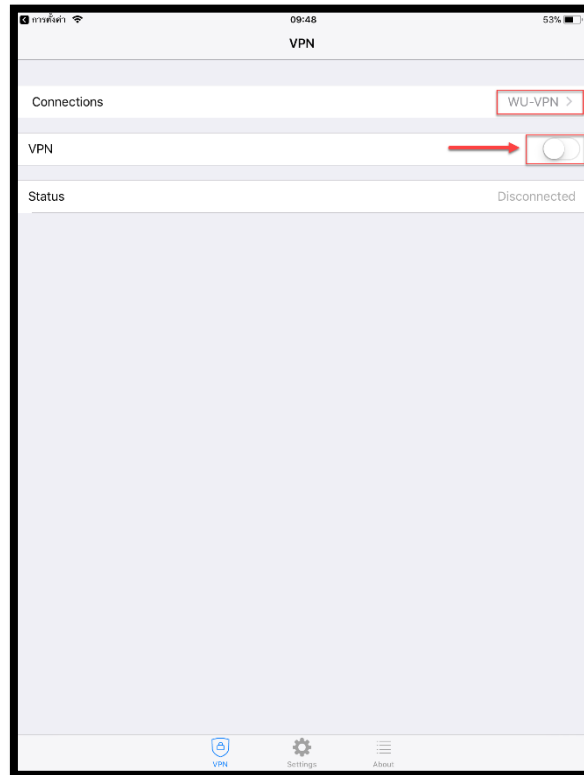 การตั้งค่า 09:48 53%
VPN
Connections WU-VPN >
VPN
Status Disconnected
VPN Settings About